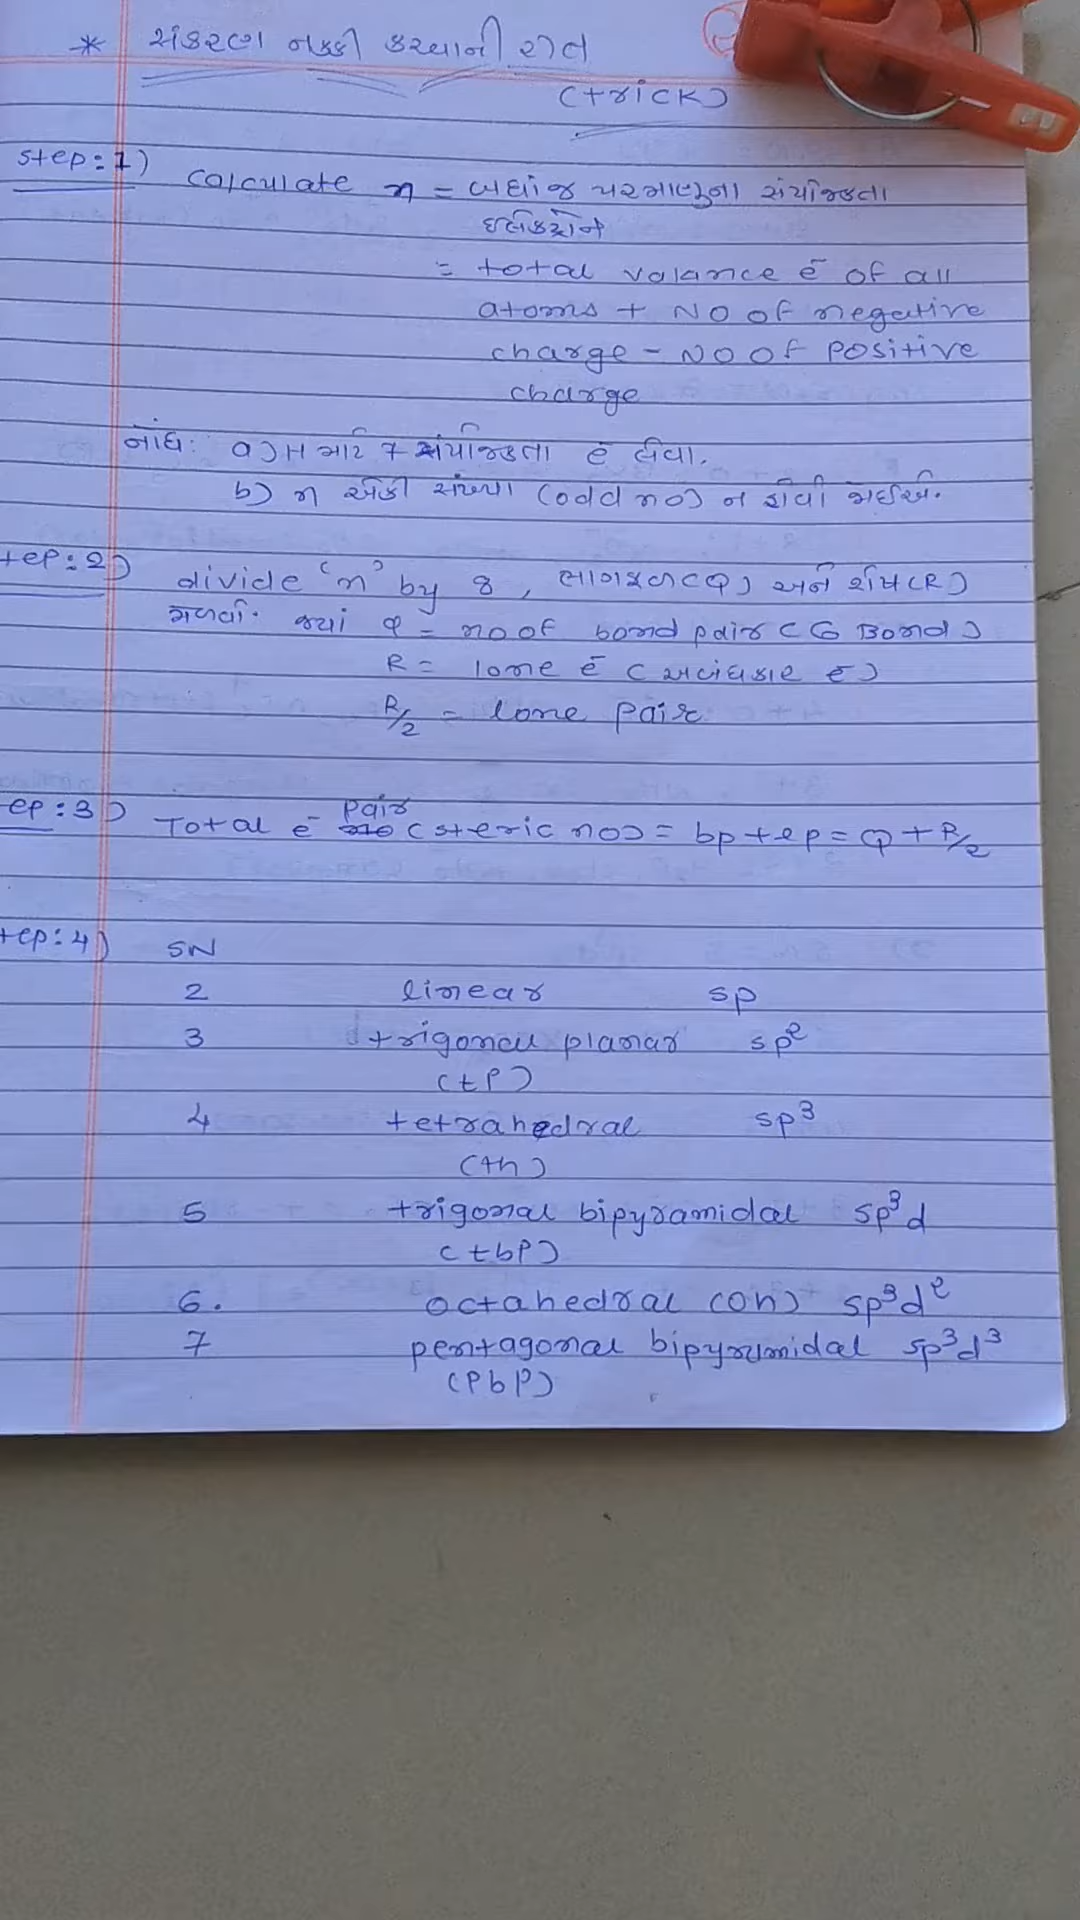 * સંકરણ નક્કી કરવાની રીત
(trick)
step:1) calculate n = બધાંજ પરમાણુના સંયોજકતા
ઇલેક્ટ્રોન
= total valance e̅ of all
atoms + NO of negative
charge - NO of positive
charge
નોંધ: a) H માટે 7 સંયોજકતા e̅ લેવા.
b) n એકી સંખ્યા (odd no) ન હોવી જોઈએ.
tep:2) divide 'n' by 8, ભાગફળ(Q) અને શેષ(R)
મળવો. જ્યાં Q = no of bond pair (σ Bond)
R = lone e̅ (અબંધકારક e̅)
R/2 = lone pair
ep:3) Total e̅ pair (steric no) = bp + ep = Q + R/2
tep:4) SN
2 linear sp
3 trigonal planar sp²
(tP)
4 tetrahedral sp³
(th)
5 trigonal bipyramidal sp³d
(tbP)
6. octahedral (oh) sp³d²
7 pentagonal bipyramidal sp³d³
(PbP)